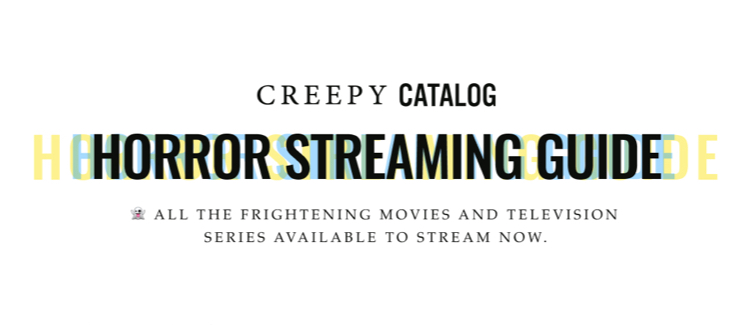 CREEPY CATALOG
HORROR STREAMING GUIDE
👻 ALL THE FRIGHTENING MOVIES AND TELEVISION
SERIES AVAILABLE TO STREAM NOW.